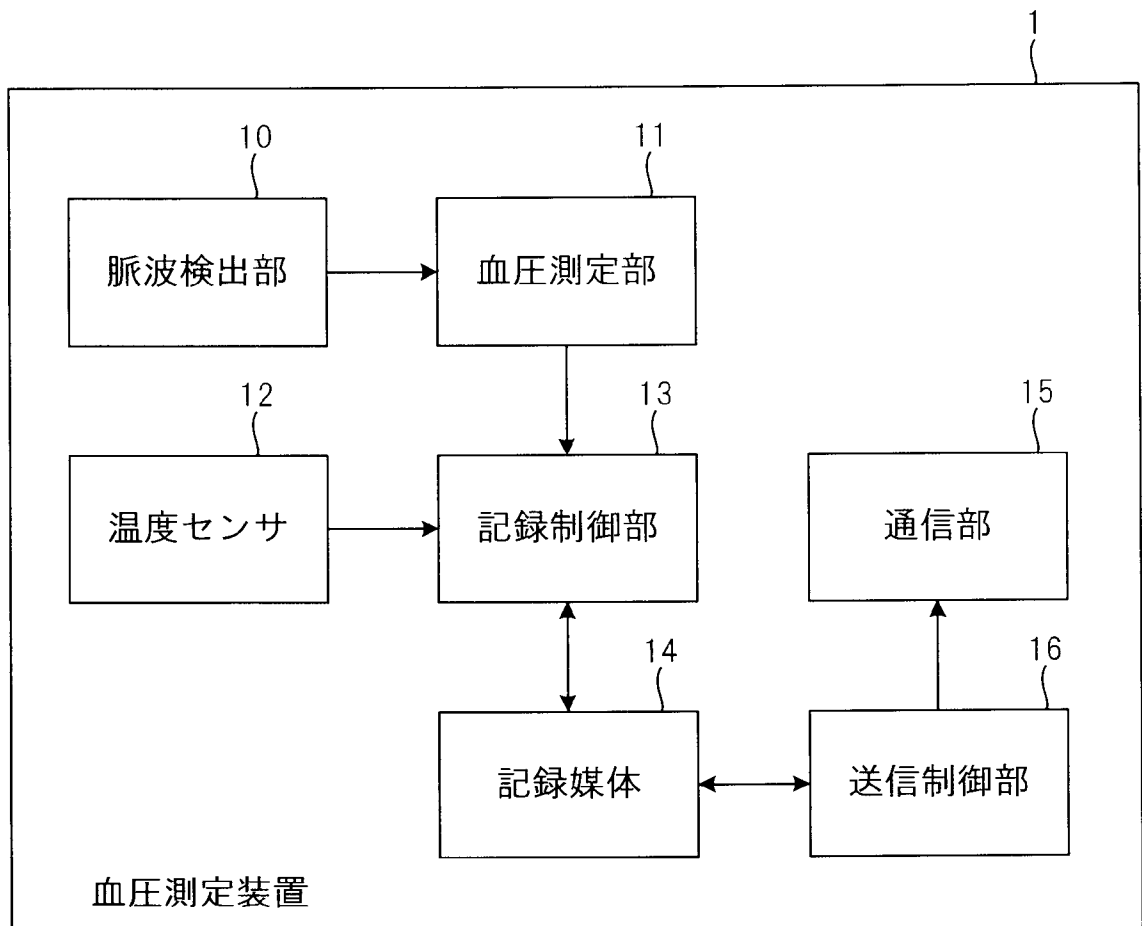 1
10
11
脈波検出部
血圧測定部
12
13
15
温度センサ
記録制御部
通信部
14
16
記録媒体
送信制御部
血圧測定装置